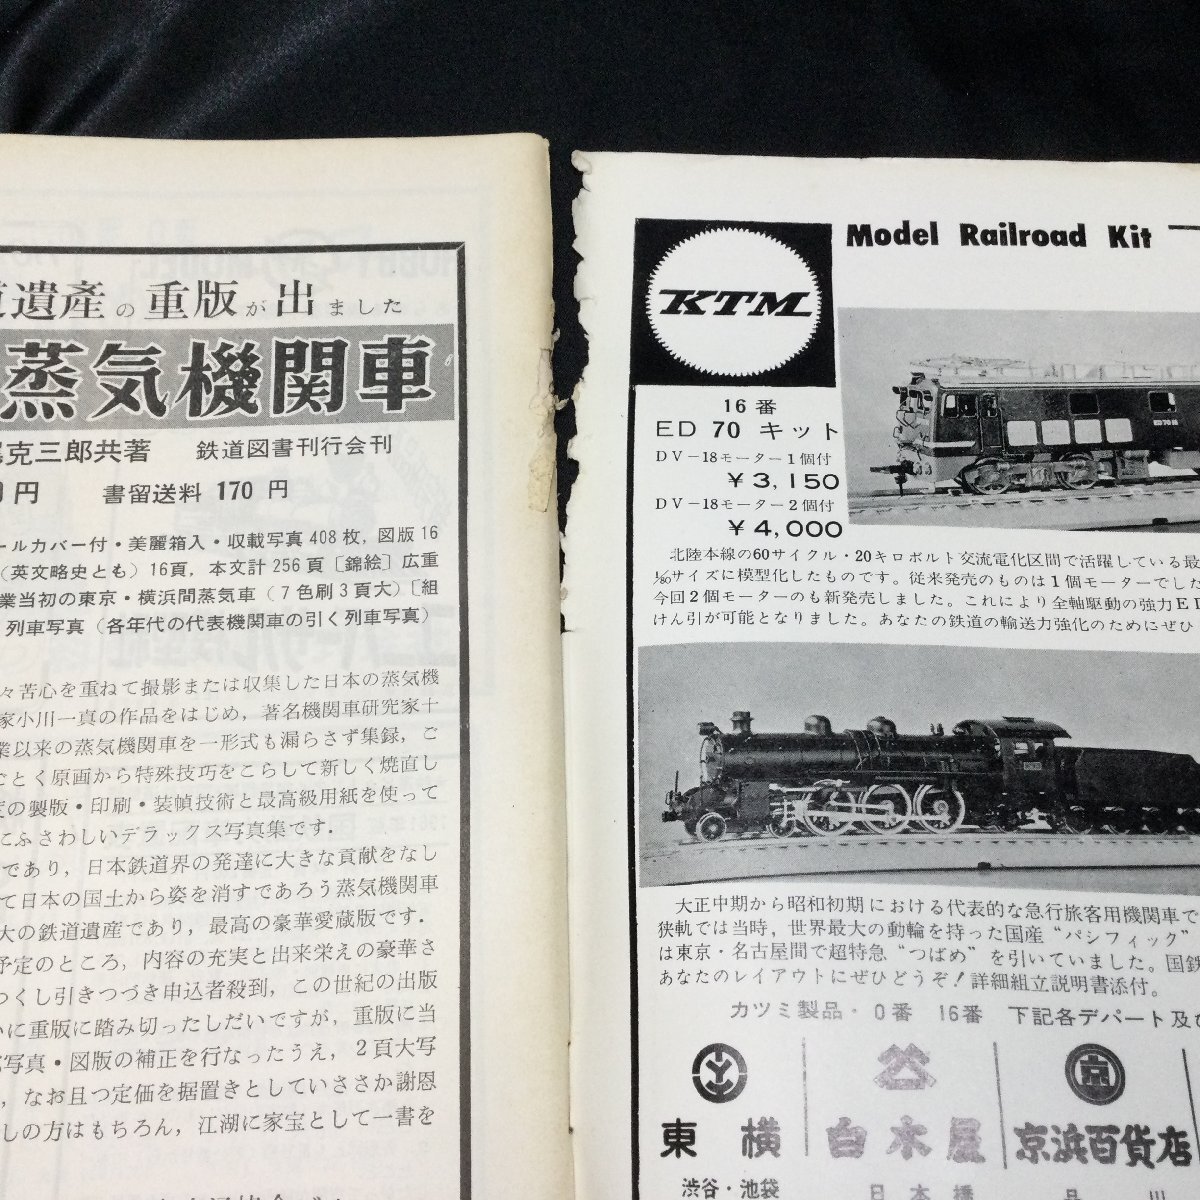 道遺産の重版が出ました
蒸気機関車
尾克三郎共著 鉄道図書刊行会刊
円 書留送料 170 円
ールカバー付・美麗箱入・収載写真408枚,図版16
(英文略史とも)16頁,本文計256頁〔錦絵〕広重
業当初の東京・横浜間蒸気車(7色刷3頁大)〔組
列車写真(各年代の代表機関車の引く列車写真)
々苦心を重ねて撮影または収集した日本の蒸気機
家小川一真の作品をはじめ,著名機関車研究家十
業以来の蒸気機関車を一形式も漏らさず集録,ご
ごとく原画から特殊技巧をこらして新しく焼直し
度の製版・印刷・装幀技術と最高級用紙を使って
にふさわしいデラックス写真集です.
であり,日本鉄道界の発達に大きな貢献をなし
て日本の国土から姿を消すであろう蒸気機関車
大の鉄道遺産であり,最高の豪華愛蔵版です.
予定のところ,内容の充実と出来栄えの豪華さ
つくし引きつづき申込者殺到,この世紀の出版
いに重版に踏み切ったしだいですが,重版に当
写真・図版の補正を行なったうえ,2頁大写
,なお且つ定価を据置きとしていささか謝恩
しの方はもちろん,江湖に家宝として一書を
KTM
Model Railroad Kit
16番
ED 70 キット
DV-18モーター1個付
¥3,150
DV-18モーター2個付
¥4,000
ED70
北陸本線の60サイクル・20キロボルト交流電化区間で活躍している最
1/80サイズに模型化したものです。従来発売のものは1個モーターでした
今回2個モーターのも新発売しました。これにより全軸駆動の強力E
けん引が可能となりました。あなたの鉄道の輸送力強化のためにぜひ
大正中期から昭和初期における代表的な急行旅客用機関車で
狭軌では当時,世界最大の動輪を持った国産“パシフィック”
は東京・名古屋間で超特急“つばめ”を引いていました。国鉄
あなたのレイアウトにぜひどうぞ!詳細組立説明書添付。
カツミ製品・0番 16番 下記各デパート及び
京
東横 白木屋 京浜百貨店
渋谷・池袋 日本橋 品川